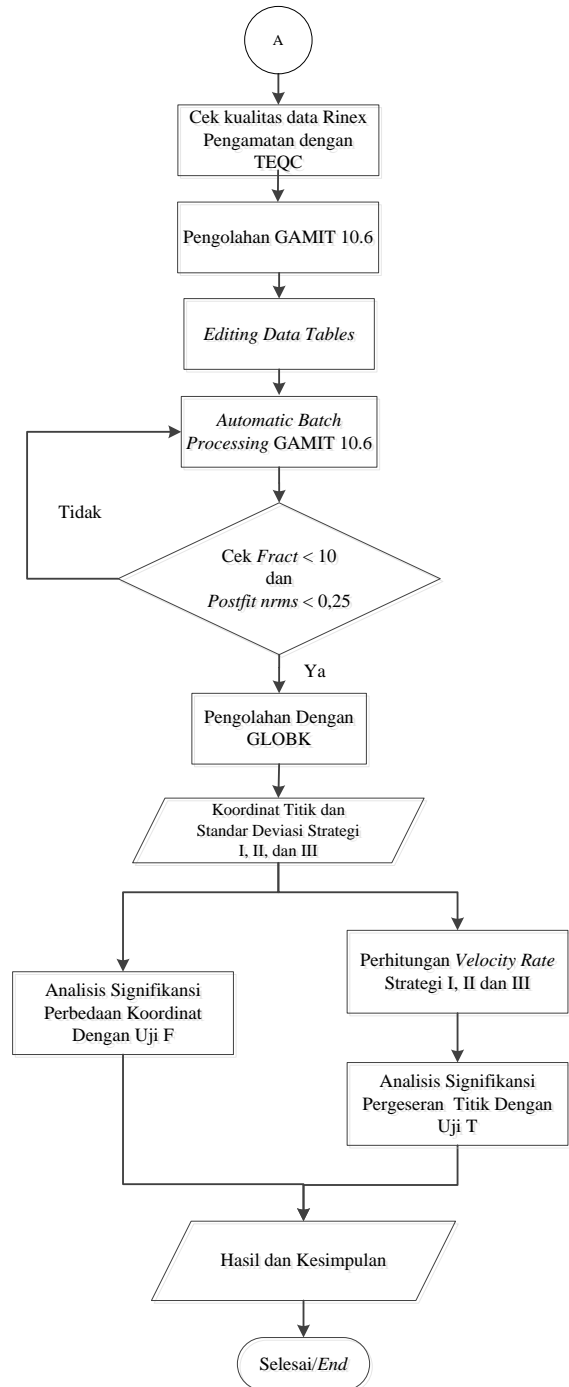 A
Cek kualitas data Rinex
Pengamatan dengan
TEQC
Pengolahan GAMIT 10.6
Editing Data Tables
Automatic Batch
Processing GAMIT 10.6
Tidak
Cek Fract < 10
dan
Postfit nrms < 0,25
Ya
Pengolahan Dengan
GLOBK
Koordinat Titik dan
Standar Deviasi Strategi
I, II, dan III
Analisis Signifikansi
Perbedaan Koordinat
Dengan Uji F
Perhitungan Velocity Rate
Strategi I, II dan III
Analisis Signifikansi
Pergeseran Titik Dengan
Uji T
Hasil dan Kesimpulan
Selesai/End